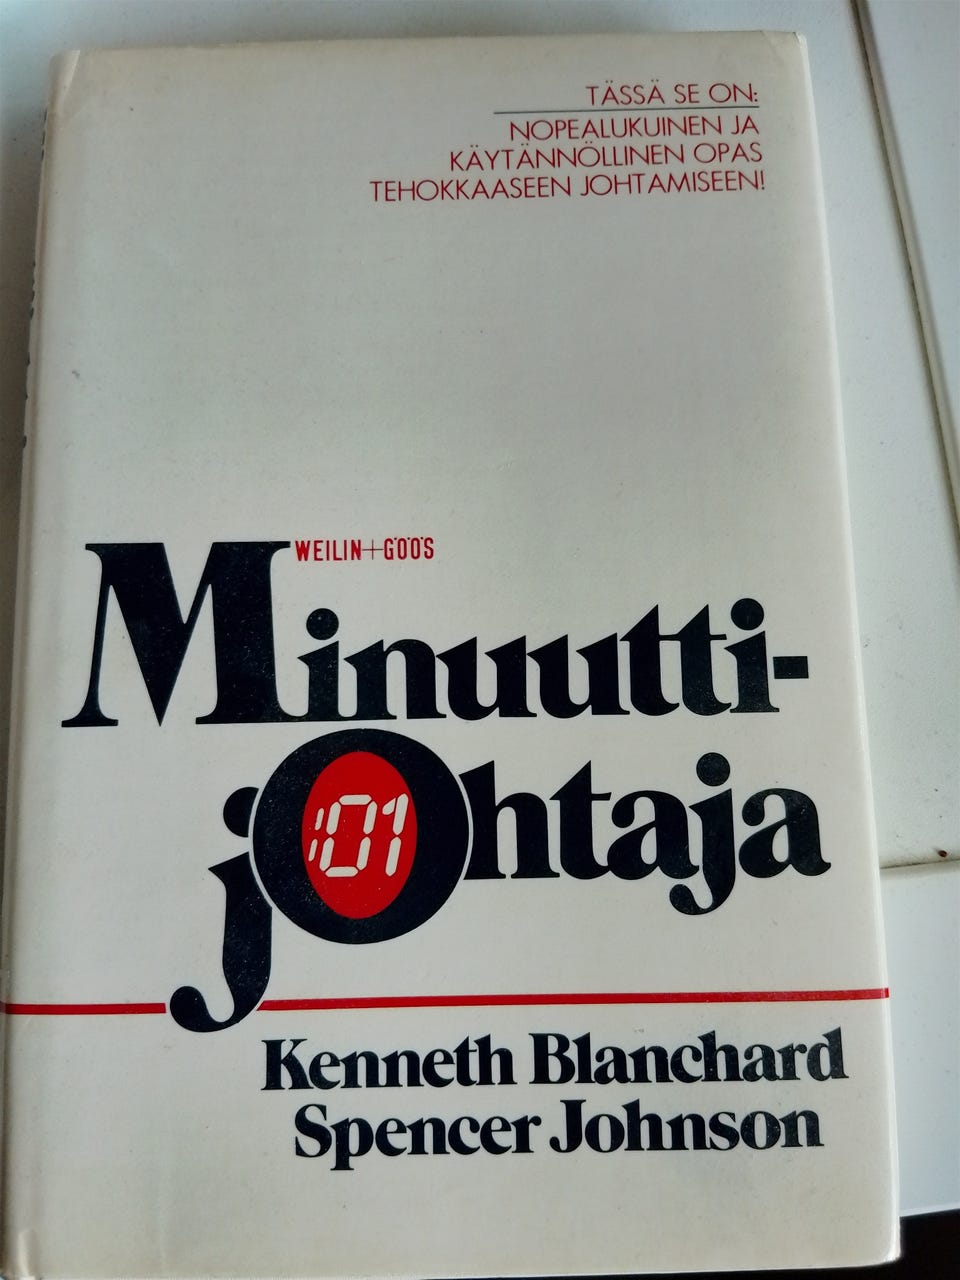 TÄSSÄ SE ON:
NOPEALUKUINEN JA
KÄYTÄNNÖLLINEN OPAS
TEHOKKAASEEN JOHTAMISEEN!
WEILIN+GÖÖS
Minuutti-
johtaja
:01
Kenneth Blanchard
Spencer Johnson